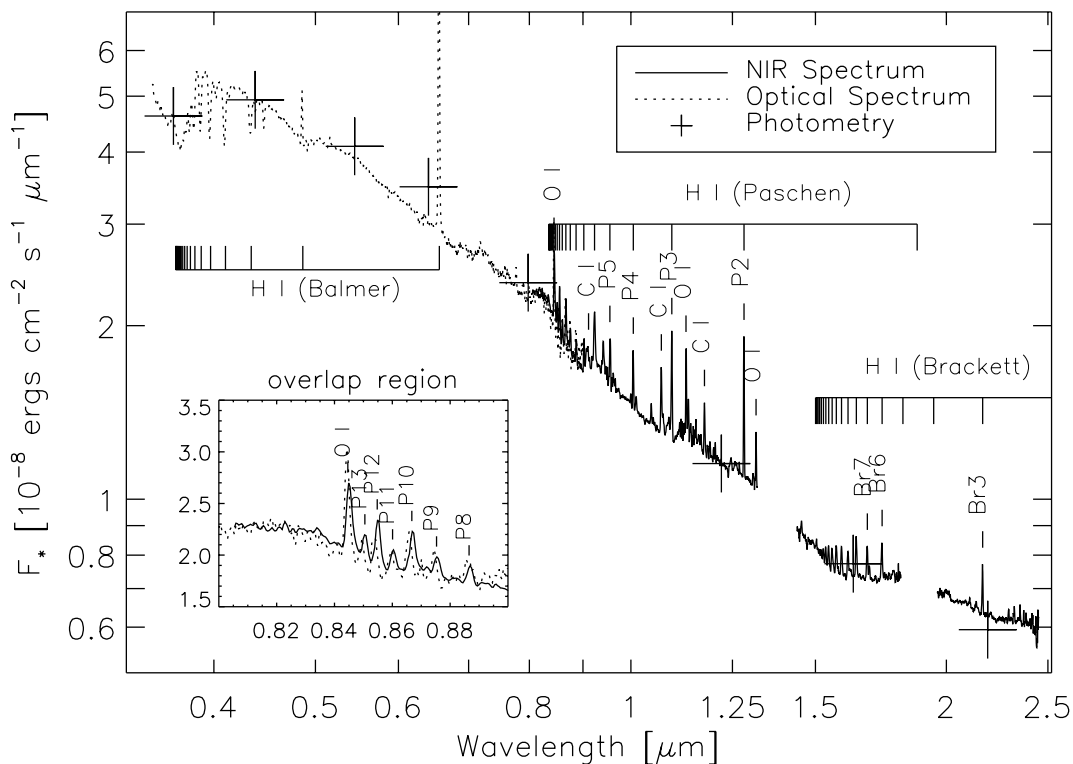 NIR Spectrum
Optical Spectrum
Photometry
F* [10⁻⁸ ergs cm⁻² s⁻¹ μm⁻¹]
6
5
4
3
2
1
0.8
0.6
0.4
0.5
0.6
0.8
1
1.25
1.5
2
2.5
Wavelength [μm]
H I (Balmer)
H I (Paschen)
H I (Brackett)
O I
C I
P5
P4
C I
P3
O I
C I
P2
O I
Br7
Br6
Br3
overlap region
3.5
3.0
2.5
2.0
1.5
0.82
0.84
0.86
0.88
O I
P13
P12
P11
P10
P9
P8